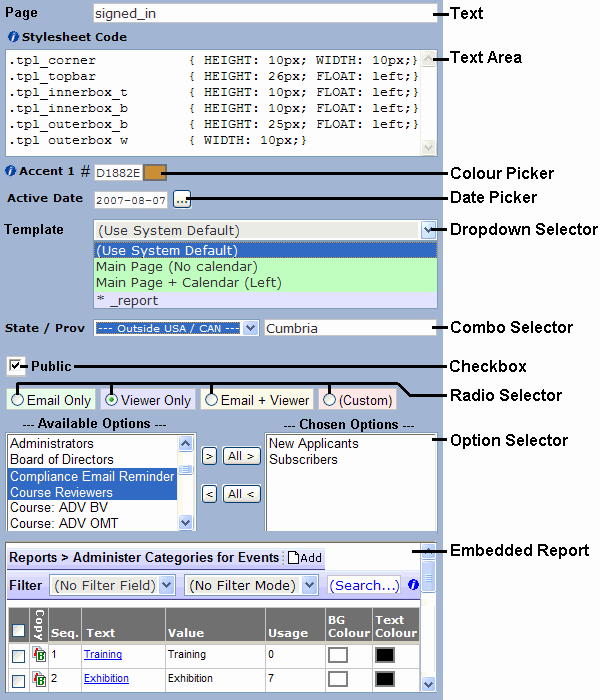 Page signed_in Text
Stylesheet Code
Text Area
.tpl_corner { HEIGHT: 10px; WIDTH: 10px;}
.tpl_topbar { HEIGHT: 26px; FLOAT: left;}
.tpl_innerbox_t { HEIGHT: 10px; FLOAT: left;}
.tpl_innerbox_b { HEIGHT: 10px; FLOAT: left;}
.tpl_outerbox_b { HEIGHT: 25px; FLOAT: left;}
.tpl_outerbox_w { WIDTH: 10px;}
Accent 1 # D1882E Colour Picker
Active Date 2007-08-07 ... Date Picker
Template (Use System Default) Dropdown Selector
(Use System Default)
Main Page (No calendar)
Main Page + Calendar (Left)
* _report
State / Prov --- Outside USA / CAN --- Cumbria Combo Selector
Public Checkbox
Radio Selector
Email Only Viewer Only Email + Viewer (Custom)
--- Available Options --- --- Chosen Options ---
Option Selector
Administrators
Board of Directors
Compliance Email Reminder
Course Reviewers
Course: ADV BV
Course: ADV OMT
> All >
< All <
New Applicants
Subscribers
Embedded Report
Reports > Administer Categories for Events Add
Filter (No Filter Field) (No Filter Mode) (Search...)
Copy Seq. Text Value Usage BG Colour Text Colour
1 Training Training 0
2 Exhibition Exhibition 7